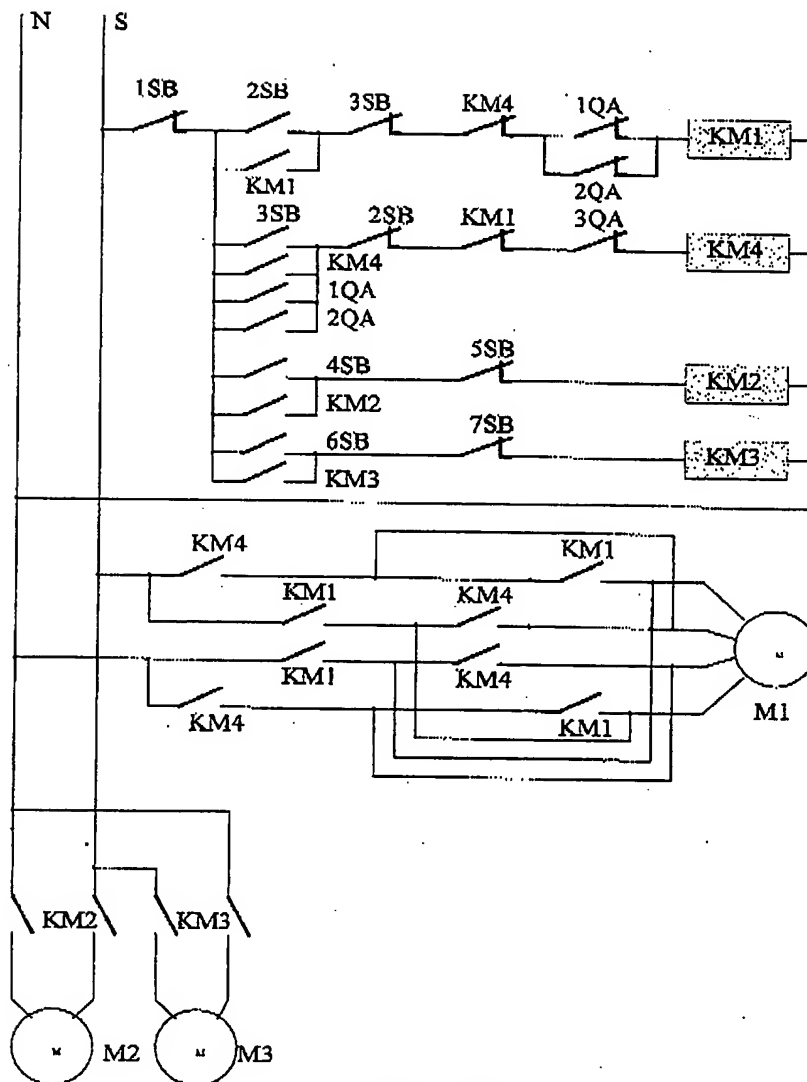 N S
1SB 2SB 3SB KM4 1QA KM1
KM1 2QA
3SB 2SB KM1 3QA KM4
KM4
1QA
2QA
4SB 5SB KM2
KM2
6SB 7SB KM3
KM3
KM4 KM1
KM1 KM4
M
KM1 KM4
KM4 KM1 M1
KM2 KM3
M M2 M M3